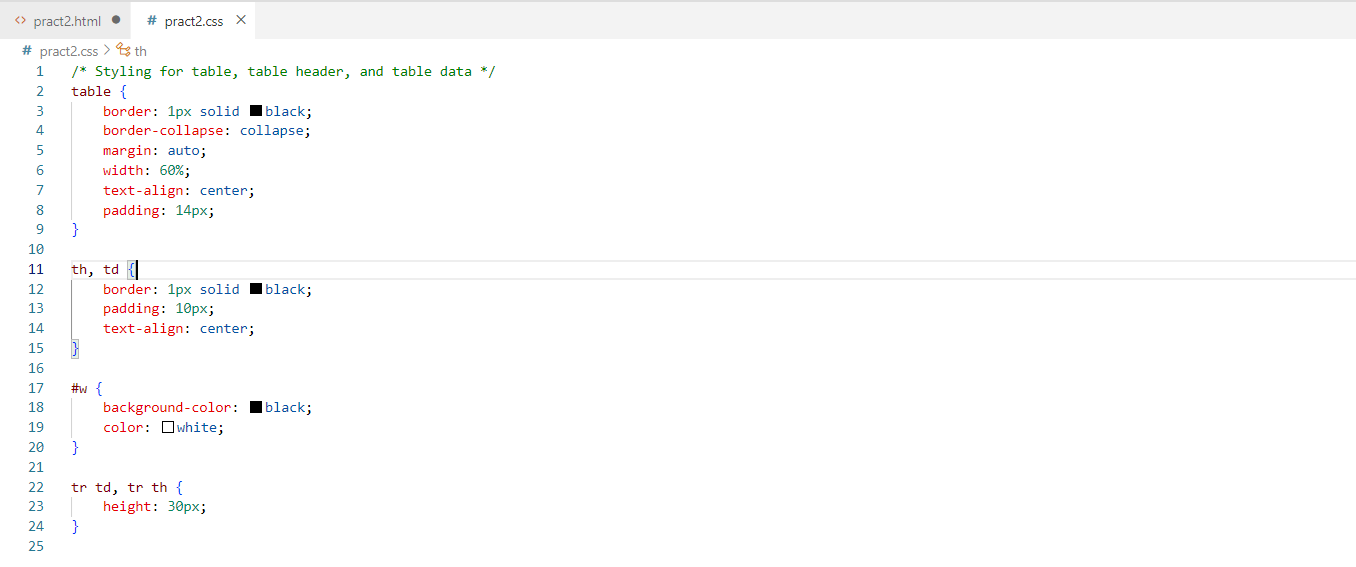 pract2.html
# pract2.css
# pract2.css > th
1 /* Styling for table, table header, and table data */
2 table {
3     border: 1px solid black;
4     border-collapse: collapse;
5     margin: auto;
6     width: 60%;
7     text-align: center;
8     padding: 14px;
9 }
10
11 th, td {
12     border: 1px solid black;
13     padding: 10px;
14     text-align: center;
15 }
16
17 #w {
18     background-color: black;
19     color: white;
20 }
21
22 tr td, tr th {
23     height: 30px;
24 }
25